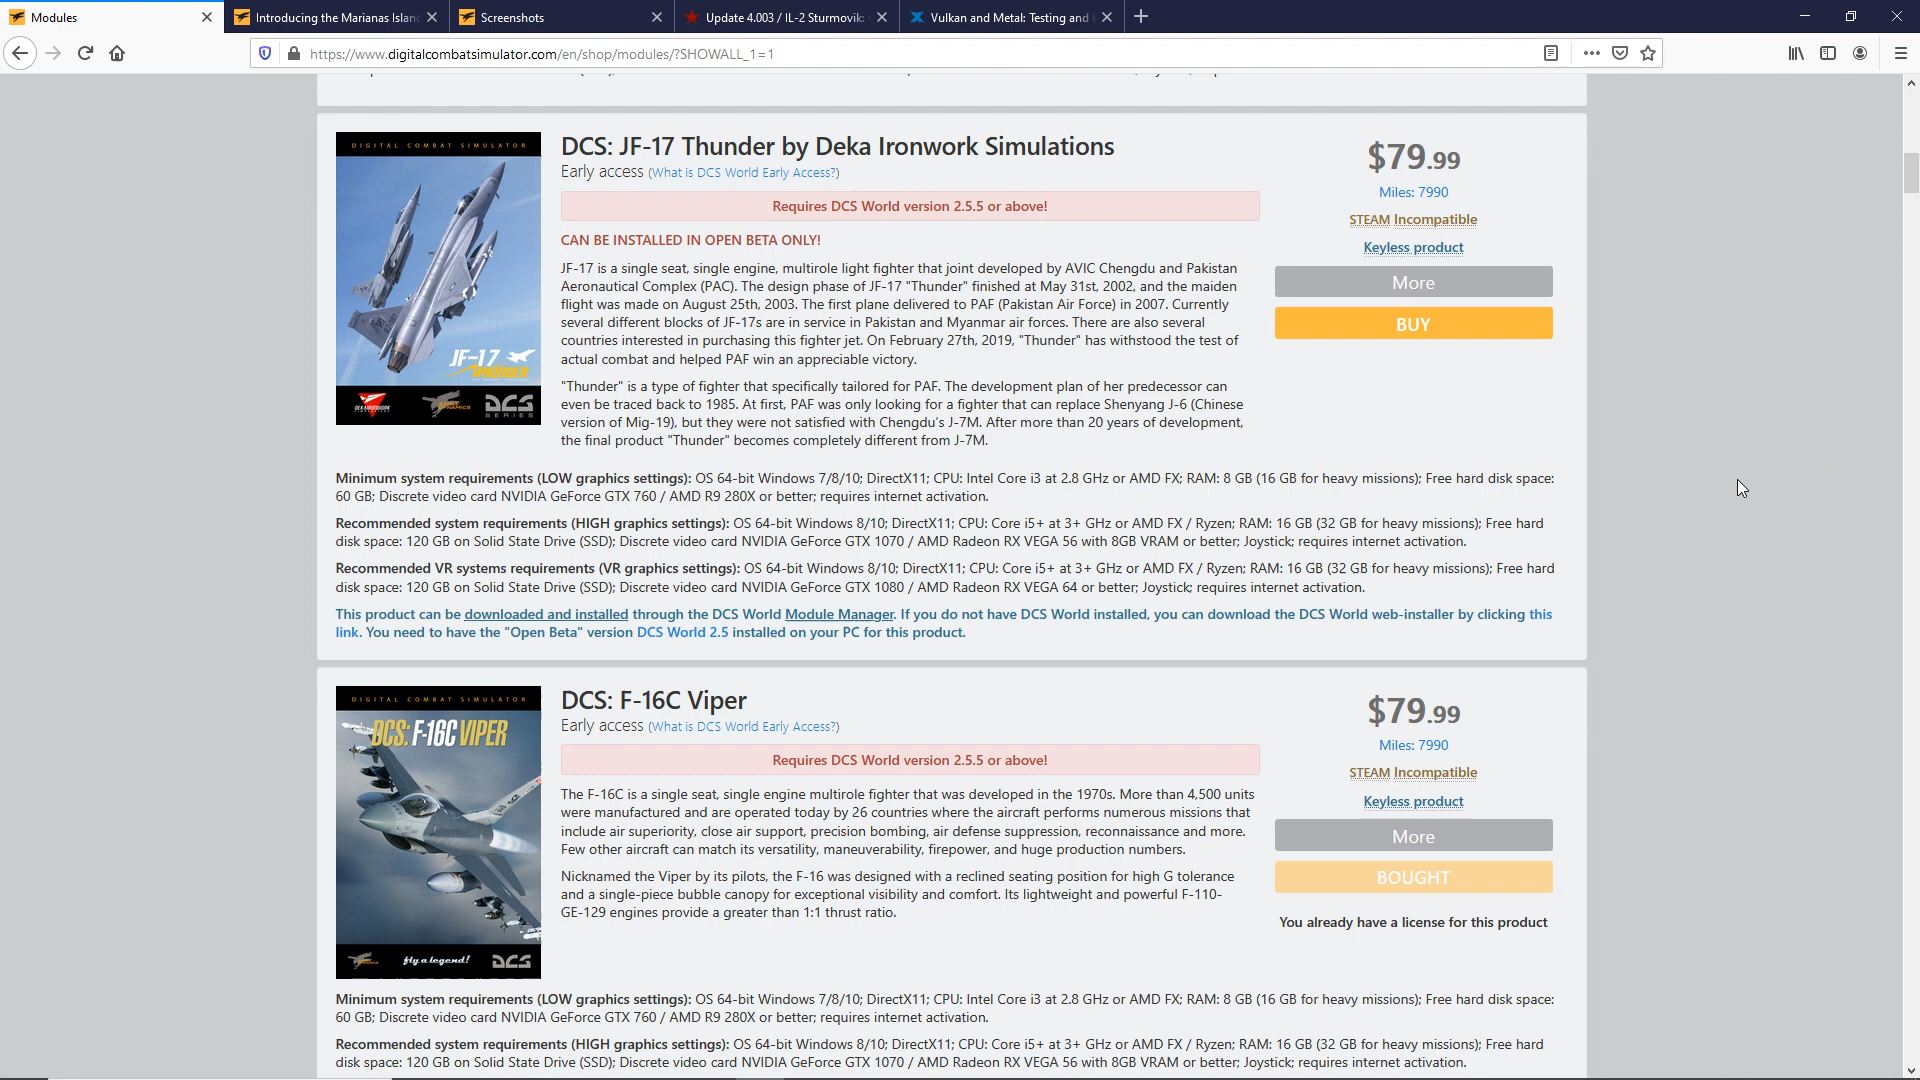 Modules
Introducing the Marianas Islan
Screenshots
Update 4.003 / IL-2 Sturmovik:
Vulkan and Metal: Testing and
https://www.digitalcombatsimulator.com/en/shop/modules/?SHOWALL_1=1
DIGITAL COMBAT SIMULATOR
JF-17
THUNDER
DCS
SERIES
DCS: JF-17 Thunder by Deka Ironwork Simulations
Early access (What is DCS World Early Access?)
Requires DCS World version 2.5.5 or above!
CAN BE INSTALLED IN OPEN BETA ONLY!
JF-17 is a single seat, single engine, multirole light fighter that joint developed by AVIC Chengdu and Pakistan
Aeronautical Complex (PAC). The design phase of JF-17 "Thunder" finished at May 31st, 2002, and the maiden
flight was made on August 25th, 2003. The first plane delivered to PAF (Pakistan Air Force) in 2007. Currently
several different blocks of JF-17s are in service in Pakistan and Myanmar air forces. There are also several
countries interested in purchasing this fighter jet. On February 27th, 2019, "Thunder" has withstood the test of
actual combat and helped PAF win an appreciable victory.
"Thunder" is a type of fighter that specifically tailored for PAF. The development plan of her predecessor can
even be traced back to 1985. At first, PAF was only looking for a fighter that can replace Shenyang J-6 (Chinese
version of Mig-19), but they were not satisfied with Chengdu's J-7M. After more than 20 years of development,
the final product "Thunder" becomes completely different from J-7M.
$79.99
Miles: 7990
STEAM Incompatible
Keyless product
More
BUY
Minimum system requirements (LOW graphics settings): OS 64-bit Windows 7/8/10; DirectX11; CPU: Intel Core i3 at 2.8 GHz or AMD FX; RAM: 8 GB (16 GB for heavy missions); Free hard disk space:
60 GB; Discrete video card NVIDIA GeForce GTX 760 / AMD R9 280X or better; requires internet activation.
Recommended system requirements (HIGH graphics settings): OS 64-bit Windows 8/10; DirectX11; CPU: Core i5+ at 3+ GHz or AMD FX / Ryzen; RAM: 16 GB (32 GB for heavy missions); Free hard
disk space: 120 GB on Solid State Drive (SSD); Discrete video card NVIDIA GeForce GTX 1070 / AMD Radeon RX VEGA 56 with 8GB VRAM or better; Joystick; requires internet activation.
Recommended VR systems requirements (VR graphics settings): OS 64-bit Windows 8/10; DirectX11; CPU: Core i5+ at 3+ GHz or AMD FX / Ryzen; RAM: 16 GB (32 GB for heavy missions); Free hard
disk space: 120 GB on Solid State Drive (SSD); Discrete video card NVIDIA GeForce GTX 1080 / AMD Radeon RX VEGA 64 or better; Joystick; requires internet activation.
This product can be downloaded and installed through the DCS World Module Manager. If you do not have DCS World installed, you can download the DCS World web-installer by clicking this
link. You need to have the "Open Beta" version DCS World 2.5 installed on your PC for this product.
DIGITAL COMBAT SIMULATOR
DCS: F-16C VIPER
fly a legend!
DCS
DCS: F-16C Viper
Early access (What is DCS World Early Access?)
Requires DCS World version 2.5.5 or above!
The F-16C is a single seat, single engine multirole fighter that was developed in the 1970s. More than 4,500 units
were manufactured and are operated today by 26 countries where the aircraft performs numerous missions that
include air superiority, close air support, precision bombing, air defense suppression, reconnaissance and more.
Few other aircraft can match its versatility, maneuverability, firepower, and huge production numbers.
Nicknamed the Viper by its pilots, the F-16 was designed with a reclined seating position for high G tolerance
and a single-piece bubble canopy for exceptional visibility and comfort. Its lightweight and powerful F-110-
GE-129 engines provide a greater than 1:1 thrust ratio.
$79.99
Miles: 7990
STEAM Incompatible
Keyless product
More
BOUGHT
You already have a license for this product
Minimum system requirements (LOW graphics settings): OS 64-bit Windows 7/8/10; DirectX11; CPU: Intel Core i3 at 2.8 GHz or AMD FX; RAM: 8 GB (16 GB for heavy missions); Free hard disk space:
60 GB; Discrete video card NVIDIA GeForce GTX 760 / AMD R9 280X or better; requires internet activation.
Recommended system requirements (HIGH graphics settings): OS 64-bit Windows 8/10; DirectX11; CPU: Core i5+ at 3+ GHz or AMD FX / Ryzen; RAM: 16 GB (32 GB for heavy missions); Free hard
disk space: 120 GB on Solid State Drive (SSD); Discrete video card NVIDIA GeForce GTX 1070 / AMD Radeon RX VEGA 56 with 8GB VRAM or better; Joystick; requires internet activation.